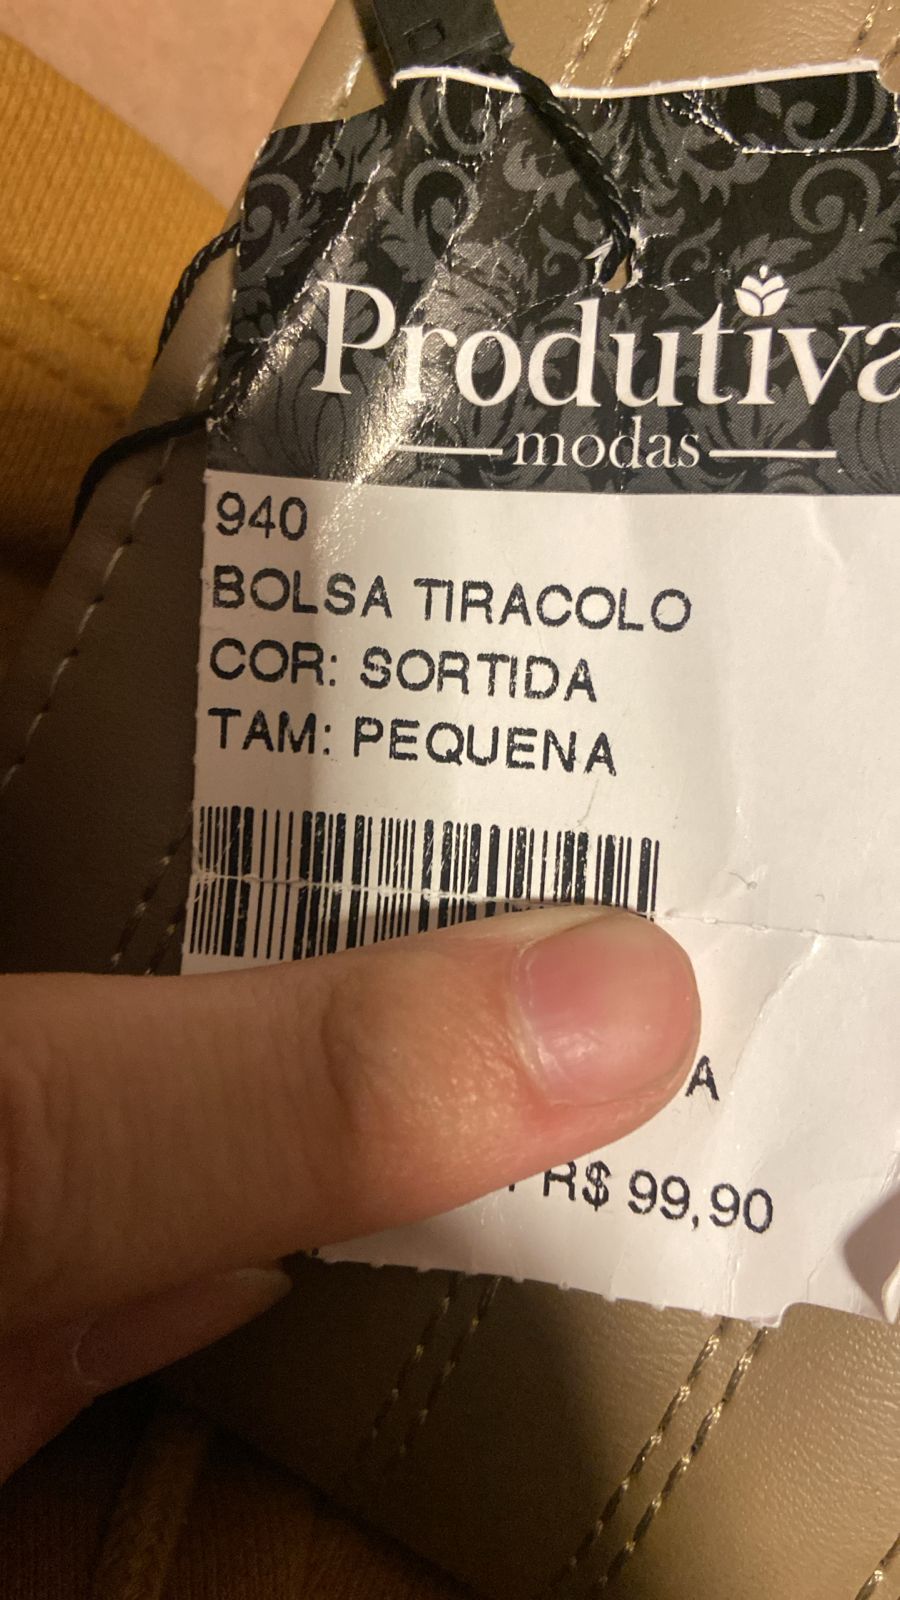 Produtiva
modas
940
BOLSA TIRACOLO
COR: SORTIDA
TAM: PEQUENA
A
R$ 99,90